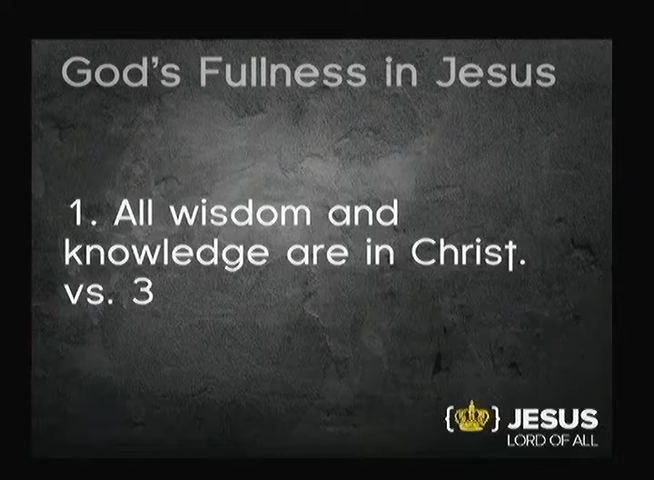 God's Fullness in Jesus
1. All wisdom and
knowledge are in Christ.
vs. 3
{ } JESUS
LORD OF ALL